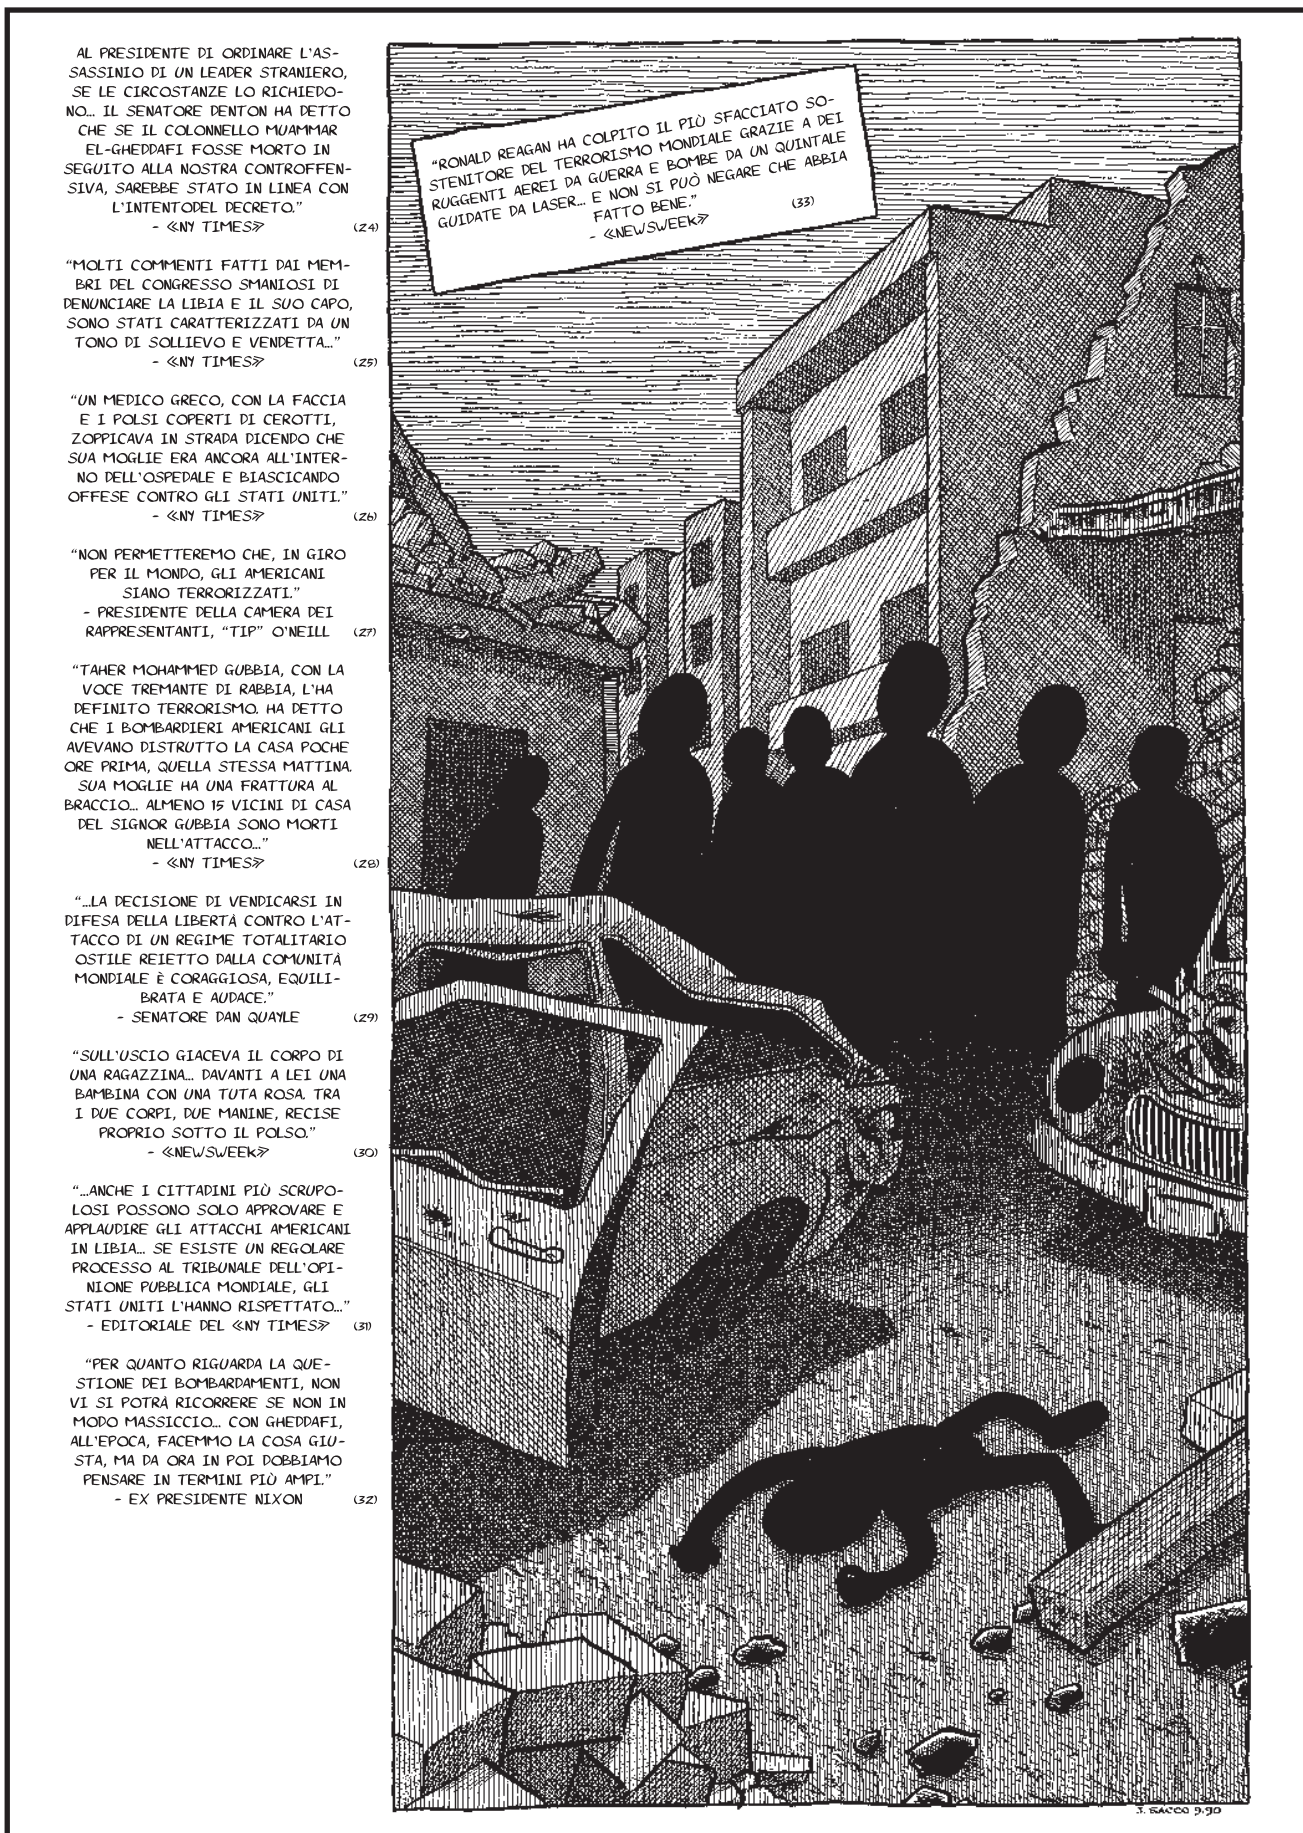 AL PRESIDENTE DI ORDINARE L'AS-
SASSINIO DI UN LEADER STRANIERO,
SE LE CIRCOSTANZE LO RICHIEDO-
NO... IL SENATORE DENTON HA DETTO
CHE SE IL COLONNELLO MUAMMAR
EL-GHEDDAFI FOSSE MORTO IN
SEGUITO ALLA NOSTRA CONTROFFEN-
SIVA, SAREBBE STATO IN LINEA CON
L'INTENTODEL DECRETO."
- «NY TIMES» (24)
"MOLTI COMMENTI FATTI DAI MEM-
BRI DEL CONGRESSO SMANIOSI DI
DENUNCIARE LA LIBIA E IL SUO CAPO,
SONO STATI CARATTERIZZATI DA UN
TONO DI SOLLIEVO E VENDETTA..."
- «NY TIMES» (25)
"UN MEDICO GRECO, CON LA FACCIA
E I POLSI COPERTI DI CEROTTI,
ZOPPICAVA IN STRADA DICENDO CHE
SUA MOGLIE ERA ANCORA ALL'INTER-
NO DELL'OSPEDALE E BIASCICANDO
OFFESE CONTRO GLI STATI UNITI."
- «NY TIMES» (26)
"NON PERMETTEREMO CHE, IN GIRO
PER IL MONDO, GLI AMERICANI
SIANO TERRORIZZATI."
- PRESIDENTE DELLA CAMERA DEI
RAPPRESENTANTI, "TIP" O'NEILL (27)
"TAHER MOHAMMED GUBBIA, CON LA
VOCE TREMANTE DI RABBIA, L'HA
DEFINITO TERRORISMO. HA DETTO
CHE I BOMBARDIERI AMERICANI GLI
AVEVANO DISTRUTTO LA CASA POCHE
ORE PRIMA, QUELLA STESSA MATTINA.
SUA MOGLIE HA UNA FRATTURA AL
BRACCIO... ALMENO 15 VICINI DI CASA
DEL SIGNOR GUBBIA SONO MORTI
NELL'ATTACCO..."
- «NY TIMES» (28)
"...LA DECISIONE DI VENDICARSI IN
DIFESA DELLA LIBERTÀ CONTRO L'AT-
TACCO DI UN REGIME TOTALITARIO
OSTILE REIETTO DALLA COMUNITÀ
MONDIALE È CORAGGIOSA, EQUILI-
BRATA E AUDACE."
- SENATORE DAN QUAYLE (29)
"SULL'USCIO GIACEVA IL CORPO DI
UNA RAGAZZINA... DAVANTI A LEI UNA
BAMBINA CON UNA TUTA ROSA. TRA
I DUE CORPI, DUE MANINE, RECISE
PROPRIO SOTTO IL POLSO."
- «NEWSWEEK» (30)
"...ANCHE I CITTADINI PIÙ SCRUPO-
LOSI POSSONO SOLO APPROVARE E
APPLAUDIRE GLI ATTACCHI AMERICANI
IN LIBIA... SE ESISTE UN REGOLARE
PROCESSO AL TRIBUNALE DELL'OPI-
NIONE PUBBLICA MONDIALE, GLI
STATI UNITI L'HANNO RISPETTATO..."
- EDITORIALE DEL «NY TIMES» (31)
"PER QUANTO RIGUARDA LA QUE-
STIONE DEI BOMBARDAMENTI, NON
VI SI POTRÀ RICORRERE SE NON IN
MODO MASSICCIO... CON GHEDDAFI,
ALL'EPOCA, FACEMMO LA COSA GIU-
STA, MA DA ORA IN POI DOBBIAMO
PENSARE IN TERMINI PIÙ AMPI."
- EX PRESIDENTE NIXON (32)
"RONALD REAGAN HA COLPITO IL PIÙ SFACCIATO SO-
STENITORE DEL TERRORISMO MONDIALE GRAZIE A DEI
RUGGENTI AEREI DA GUERRA E BOMBE DA UN QUINTALE
GUIDATE DA LASER... E NON SI PUÒ NEGARE CHE ABBIA
FATTO BENE." (33)
- «NEWSWEEK»
J. SACCO 9.90